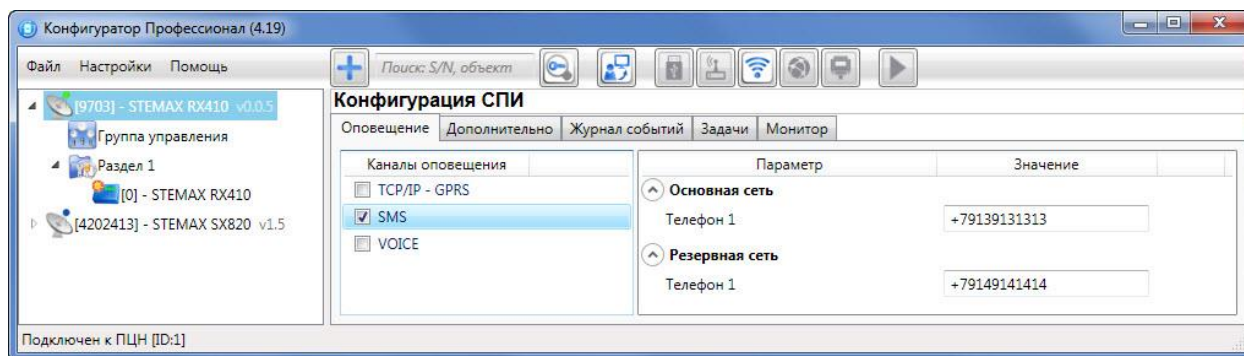 Конфигуратор Профессионал (4.19)
Файл Настройки Помощь
Поиск: S/N, объект
[9703] - STEMAX RX410 v0.0.5
Группа управления
Раздел 1
[0] - STEMAX RX410
[4202413] - STEMAX SX820 v1.5
Конфигурация СПИ
Оповещение Дополнительно Журнал событий Задачи Монитор
Каналы оповещения
TCP/IP - GPRS
SMS
VOICE
Параметр Значение
Основная сеть
Телефон 1 +79139131313
Резервная сеть
Телефон 1 +79149141414
Подключен к ПЦН [ID:1]